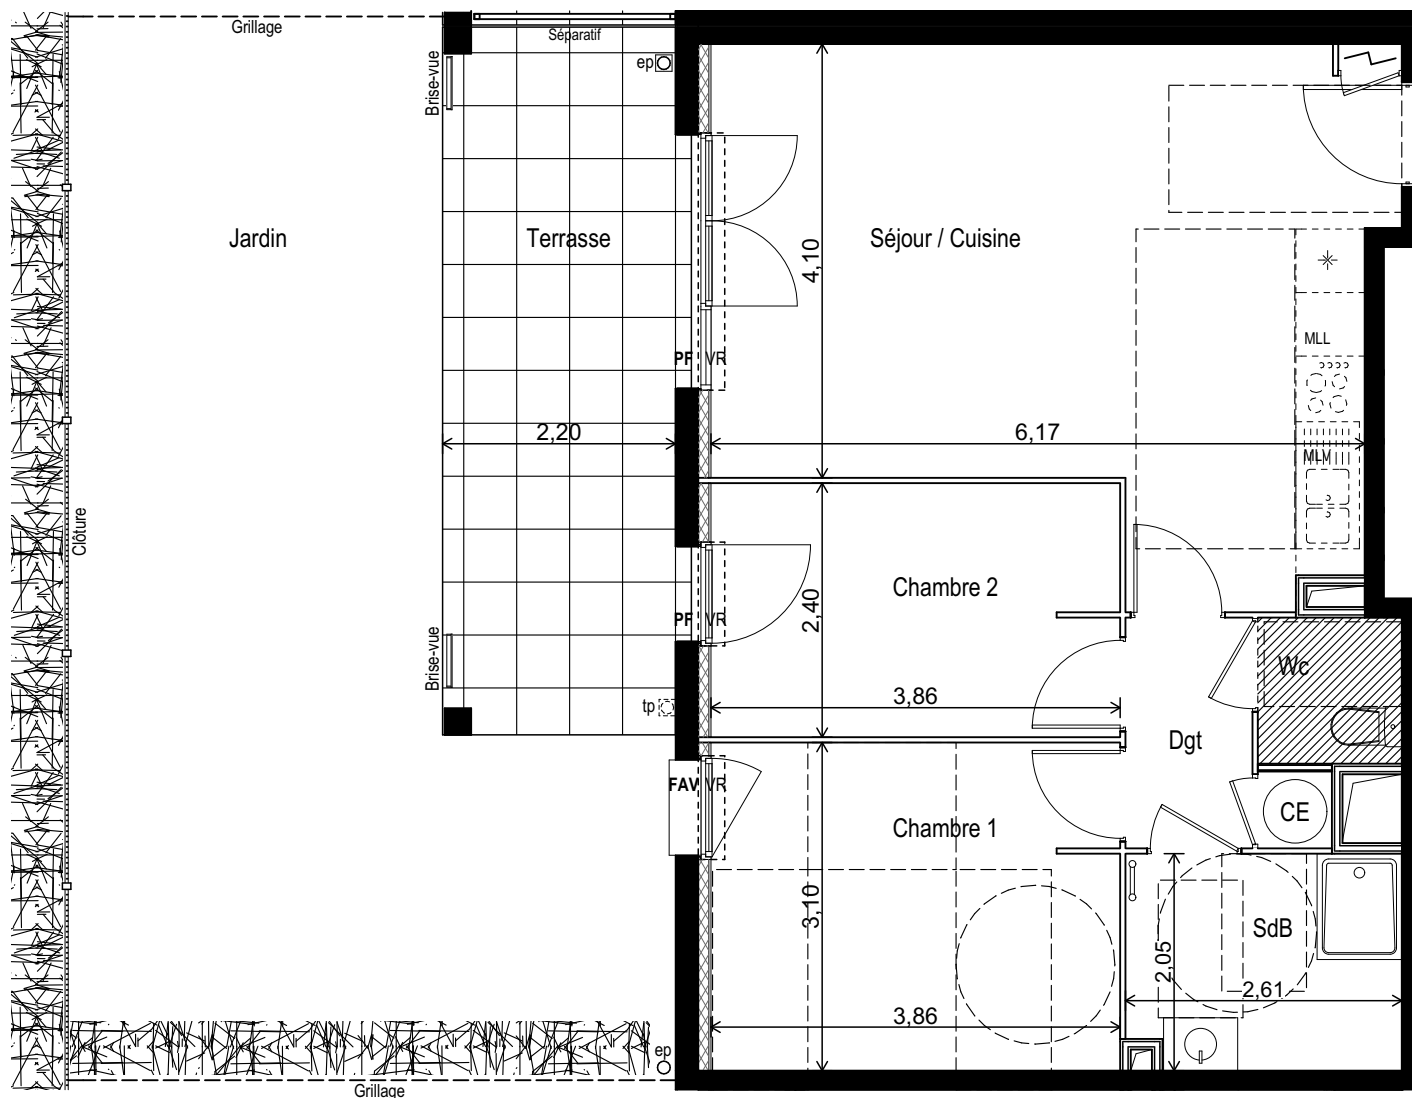 Grillage
Séparatif
ep
Brise-vue
Jardin
Terrasse
Séjour / Cuisine
4,10
MLL
PF VR
2,20
6,17
MLV
Clôture
Chambre 2
2,40
PF VR
Brise-vue
Wc
3,86
tp
Dgt
FAV VR
CE
Chambre 1
3,10
SdB
2,05
2,61
3,86
ep
Grillage